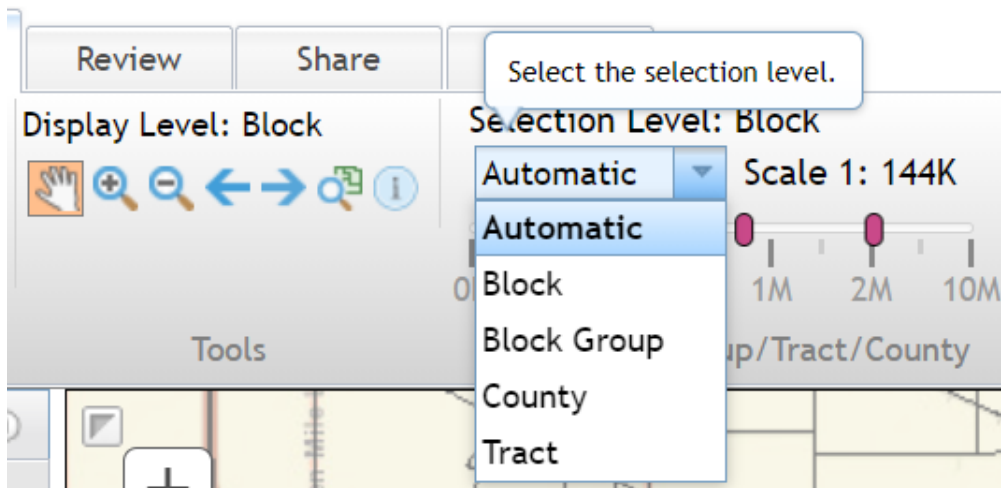 Review
Share
Select the selection level.
Display Level: Block
Selection Level: Block
Automatic
Scale 1: 144K
Automatic
Block
Block Group
County
Tract
1M
2M
10M
Tools
/Tract/County